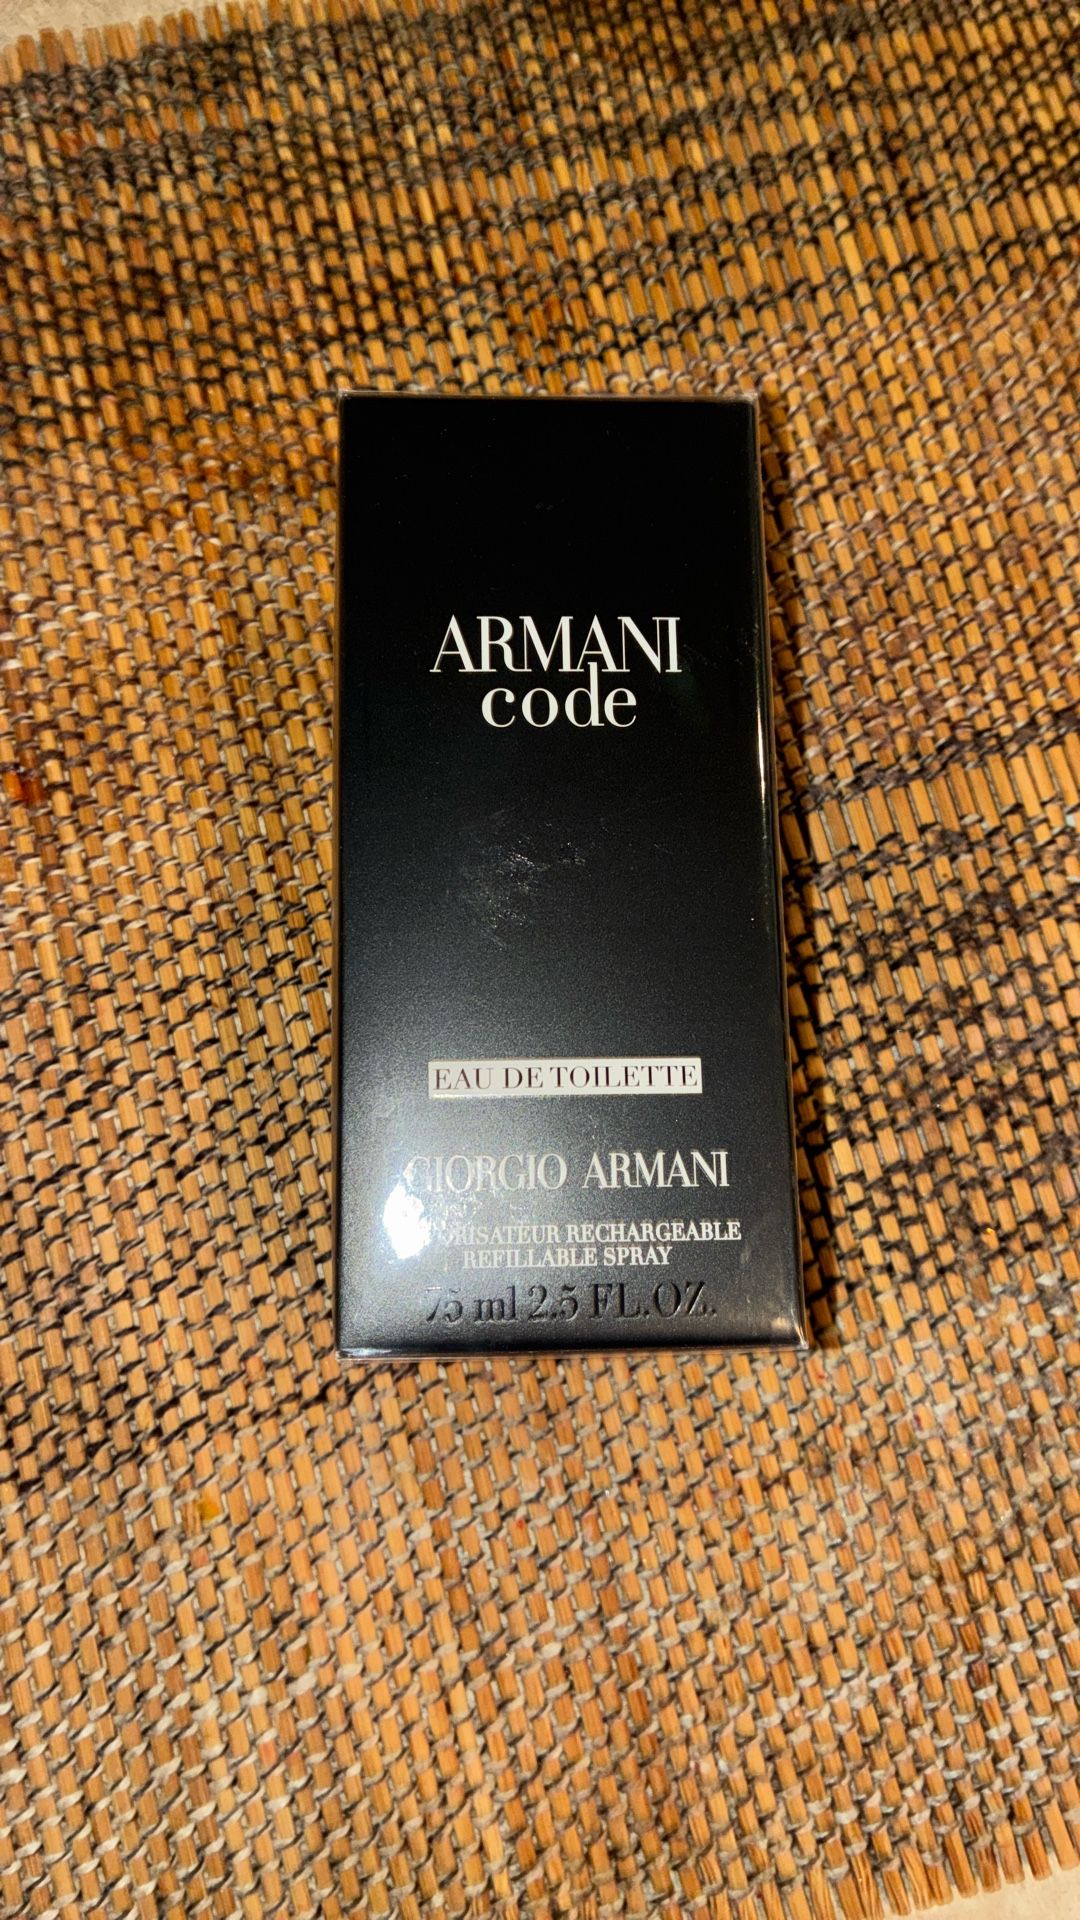 ARMANI
code
EAU DE TOILETTE
GIORGIO ARMANI
RECHARGEABLE
REFILLABLE SPRAY
75 ml 2.5 FL.OZ.